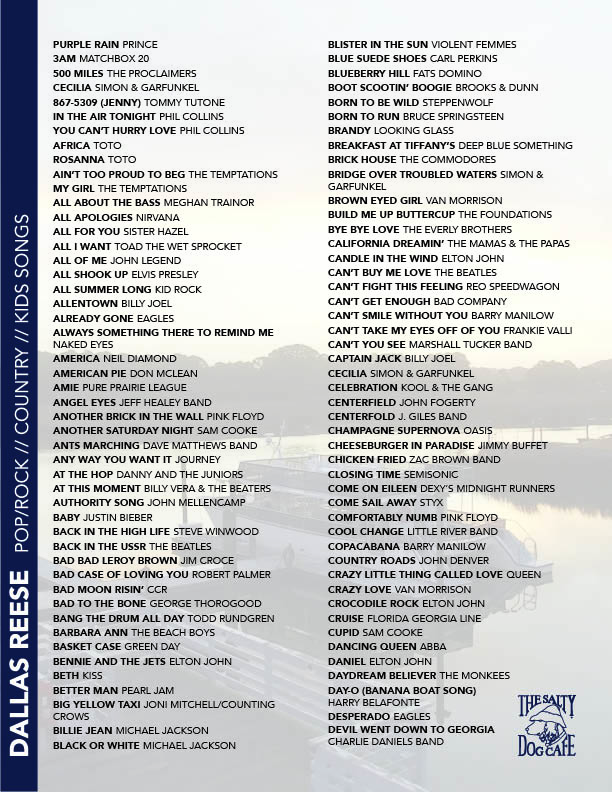 DALLAS REESE POP/ROCK // COUNTRY // KIDS SONGS
PURPLE RAIN PRINCE
3AM MATCHBOX 20
500 MILES THE PROCLAIMERS
CECILIA SIMON & GARFUNKEL
867-5309 (JENNY) TOMMY TUTONE
IN THE AIR TONIGHT PHIL COLLINS
YOU CAN'T HURRY LOVE PHIL COLLINS
AFRICA TOTO
ROSANNA TOTO
AIN'T TOO PROUD TO BEG THE TEMPTATIONS
MY GIRL THE TEMPTATIONS
ALL ABOUT THE BASS MEGHAN TRAINOR
ALL APOLOGIES NIRVANA
ALL FOR YOU SISTER HAZEL
ALL I WANT TOAD THE WET SPROCKET
ALL OF ME JOHN LEGEND
ALL SHOOK UP ELVIS PRESLEY
ALL SUMMER LONG KID ROCK
ALLENTOWN BILLY JOEL
ALREADY GONE EAGLES
ALWAYS SOMETHING THERE TO REMIND ME
NAKED EYES
AMERICA NEIL DIAMOND
AMERICAN PIE DON MCLEAN
AMIE PURE PRAIRIE LEAGUE
ANGEL EYES JEFF HEALEY BAND
ANOTHER BRICK IN THE WALL PINK FLOYD
ANOTHER SATURDAY NIGHT SAM COOKE
ANTS MARCHING DAVE MATTHEWS BAND
ANY WAY YOU WANT IT JOURNEY
AT THE HOP DANNY AND THE JUNIORS
AT THIS MOMENT BILLY VERA & THE BEATERS
AUTHORITY SONG JOHN MELLENCAMP
BABY JUSTIN BIEBER
BACK IN THE HIGH LIFE STEVE WINWOOD
BACK IN THE USSR THE BEATLES
BAD BAD LEROY BROWN JIM CROCE
BAD CASE OF LOVING YOU ROBERT PALMER
BAD MOON RISIN' CCR
BAD TO THE BONE GEORGE THOROGOOD
BANG THE DRUM ALL DAY TODD RUNDGREN
BARBARA ANN THE BEACH BOYS
BASKET CASE GREEN DAY
BENNIE AND THE JETS ELTON JOHN
BETH KISS
BETTER MAN PEARL JAM
BIG YELLOW TAXI JONI MITCHELL/COUNTING
CROWS
BILLIE JEAN MICHAEL JACKSON
BLACK OR WHITE MICHAEL JACKSON
BLISTER IN THE SUN VIOLENT FEMMES
BLUE SUEDE SHOES CARL PERKINS
BLUEBERRY HILL FATS DOMINO
BOOT SCOOTIN' BOOGIE BROOKS & DUNN
BORN TO BE WILD STEPPENWOLF
BORN TO RUN BRUCE SPRINGSTEEN
BRANDY LOOKING GLASS
BREAKFAST AT TIFFANY'S DEEP BLUE SOMETHING
BRICK HOUSE THE COMMODORES
BRIDGE OVER TROUBLED WATERS SIMON &
GARFUNKEL
BROWN EYED GIRL VAN MORRISON
BUILD ME UP BUTTERCUP THE FOUNDATIONS
BYE BYE LOVE THE EVERLY BROTHERS
CALIFORNIA DREAMIN' THE MAMAS & THE PAPAS
CANDLE IN THE WIND ELTON JOHN
CAN'T BUY ME LOVE THE BEATLES
CAN'T FIGHT THIS FEELING REO SPEEDWAGON
CAN'T GET ENOUGH BAD COMPANY
CAN'T SMILE WITHOUT YOU BARRY MANILOW
CAN'T TAKE MY EYES OFF OF YOU FRANKIE VALLI
CAN'T YOU SEE MARSHALL TUCKER BAND
CAPTAIN JACK BILLY JOEL
CECILIA SIMON & GARFUNKEL
CELEBRATION KOOL & THE GANG
CENTERFIELD JOHN FOGERTY
CENTERFOLD J. GILES BAND
CHAMPAGNE SUPERNOVA OASIS
CHEESEBURGER IN PARADISE JIMMY BUFFET
CHICKEN FRIED ZAC BROWN BAND
CLOSING TIME SEMISONIC
COME ON EILEEN DEXY'S MIDNIGHT RUNNERS
COME SAIL AWAY STYX
COMFORTABLY NUMB PINK FLOYD
COOL CHANGE LITTLE RIVER BAND
COPACABANA BARRY MANILOW
COUNTRY ROADS JOHN DENVER
CRAZY LITTLE THING CALLED LOVE QUEEN
CRAZY LOVE VAN MORRISON
CROCODILE ROCK ELTON JOHN
CRUISE FLORIDA GEORGIA LINE
CUPID SAM COOKE
DANCING QUEEN ABBA
DANIEL ELTON JOHN
DAYDREAM BELIEVER THE MONKEES
DAY-O (BANANA BOAT SONG)
HARRY BELAFONTE
DESPERADO EAGLES
DEVIL WENT DOWN TO GEORGIA
CHARLIE DANIELS BAND
THE SALTY
DOG CAFE